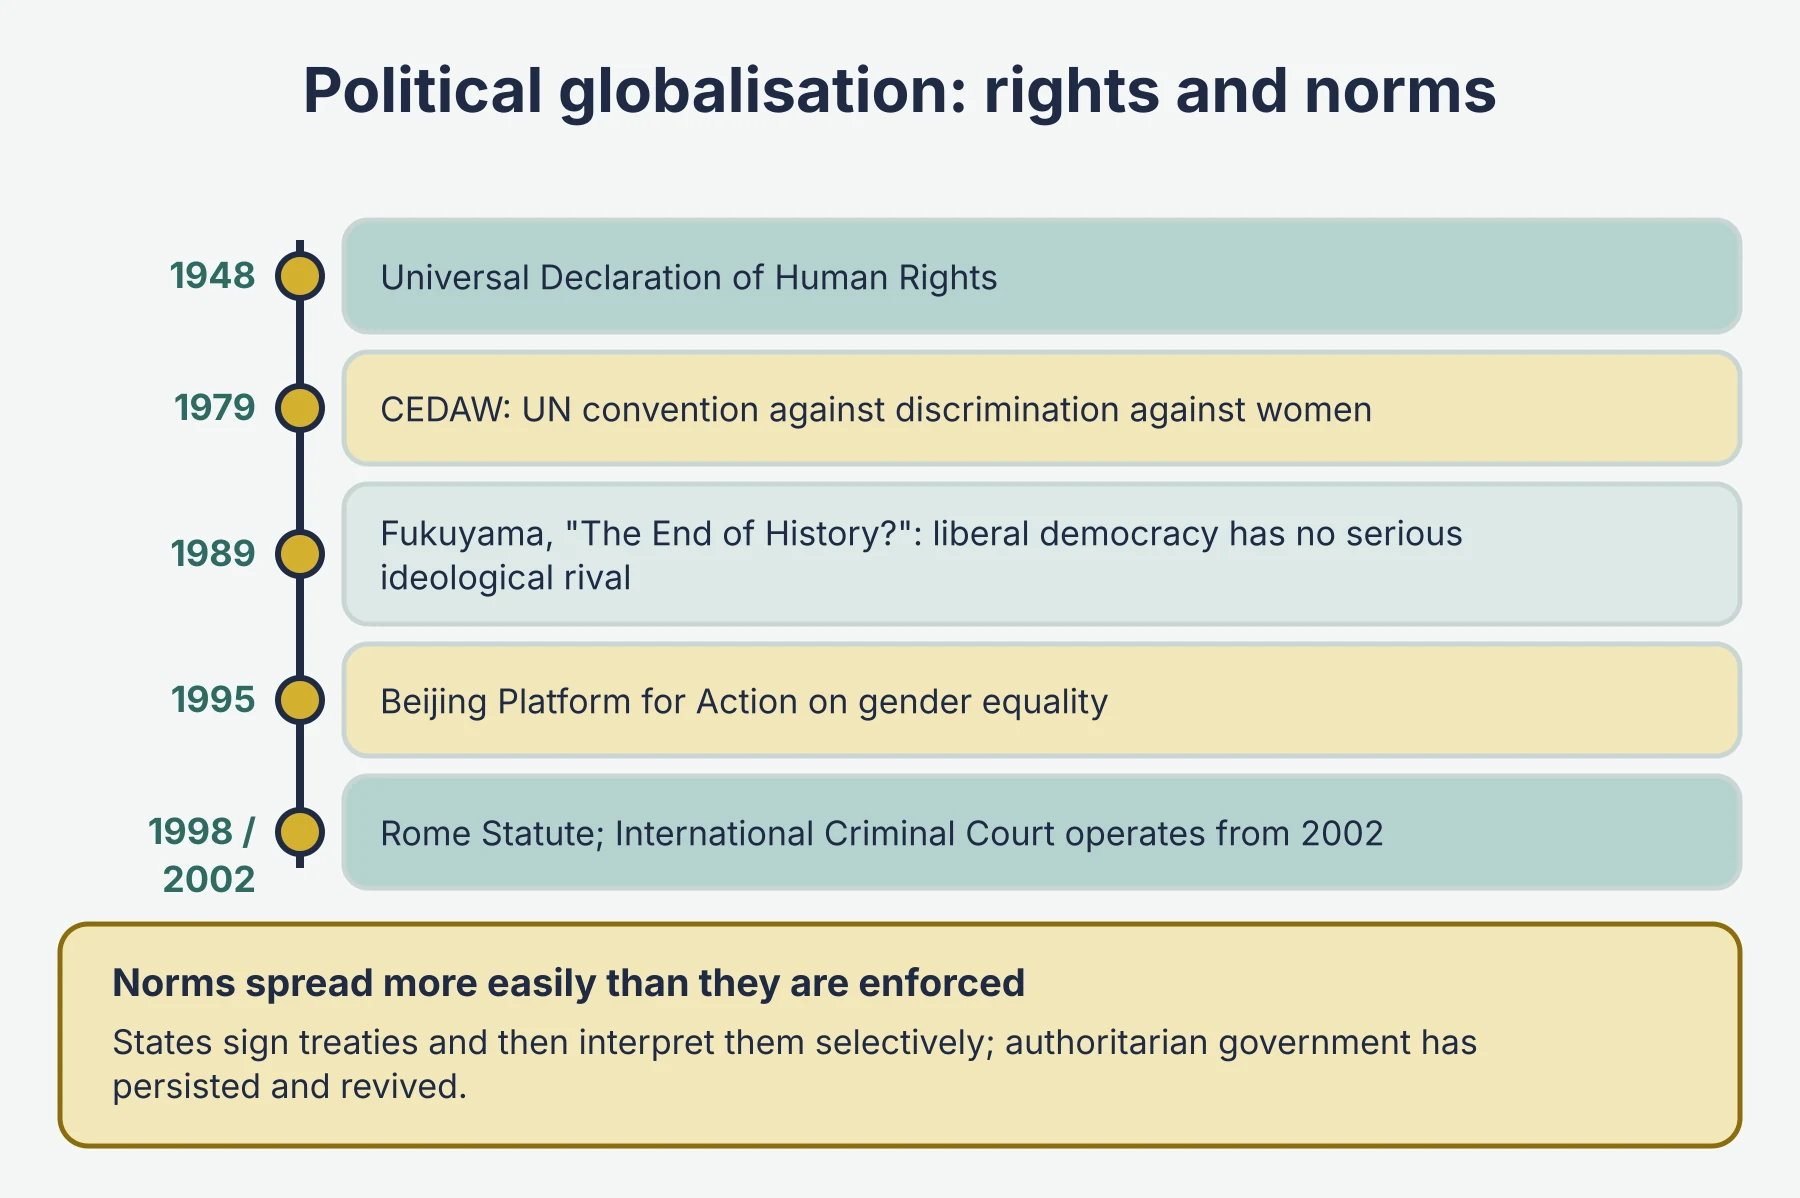 Political globalisation: rights and norms
1948
Universal Declaration of Human Rights
1979
CEDAW: UN convention against discrimination against women
1989
Fukuyama, "The End of History?": liberal democracy has no serious
ideological rival
1995
Beijing Platform for Action on gender equality
1998 /
2002
Rome Statute; International Criminal Court operates from 2002
Norms spread more easily than they are enforced
States sign treaties and then interpret them selectively; authoritarian government has
persisted and revived.